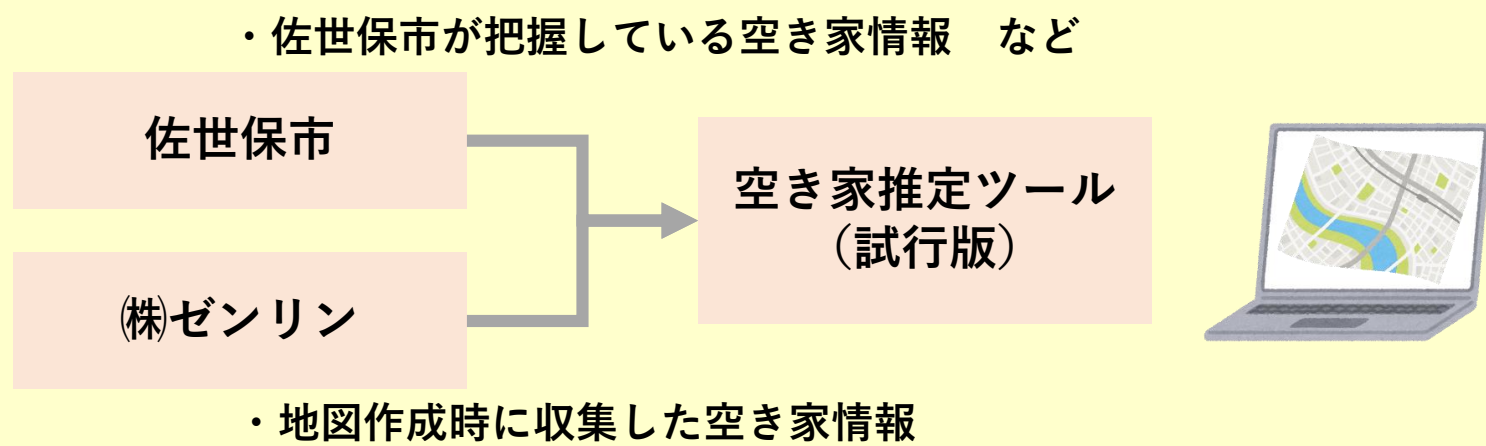 ・佐世保市が把握している空き家情報　など
佐世保市
空き家推定ツール
（試行版）
㈱ゼンリン
・地図作成時に収集した空き家情報